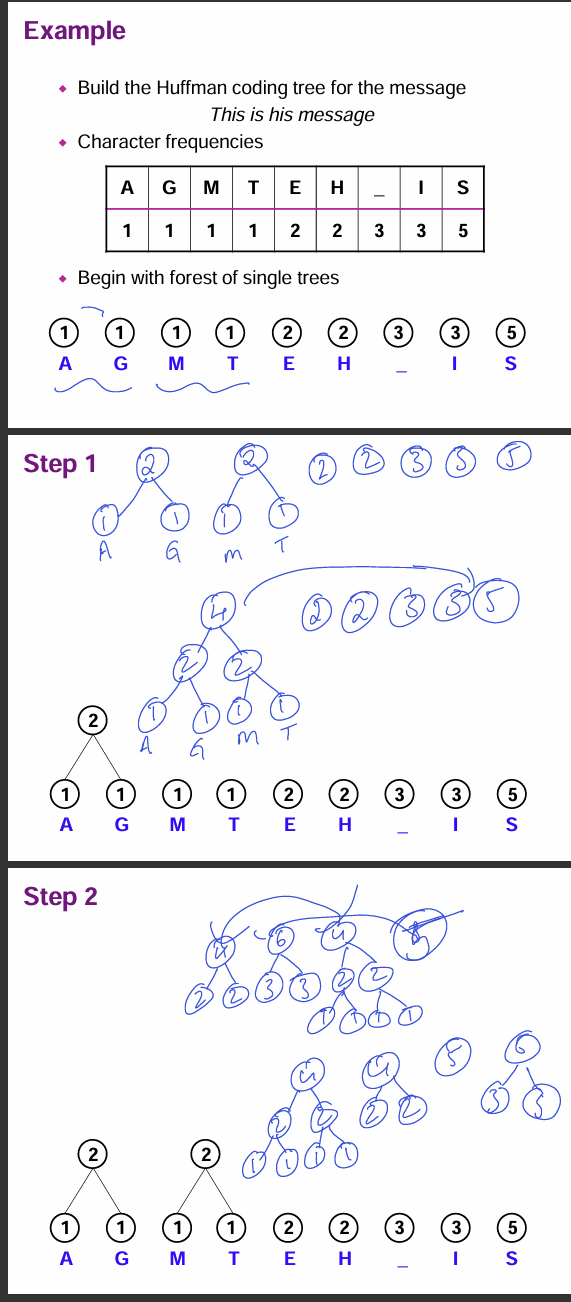 Example
Build the Huffman coding tree for the message
This is his message
Character frequencies
A G M T E H _ I S
1 1 1 1 2 2 3 3 5
Begin with forest of single trees
1 1 1 1 2 2 3 3 5
A G M T E H _ I S
Step 1
2 2 2 2 3 3 5
1 1 1 1
A G M T
4 2 2 3 3 5
2 2
1 1 1 1
A G M T
2
1 1 1 1 2 2 3 3 5
A G M T E H _ I S
Step 2
4 6 4
2 2 3 3 2 2
1 1 1 1
4 4 5 6
2 2 2 2 3 3
1 1 1 1
2 2
1 1 1 1 2 2 3 3 5
A G M T E H _ I S